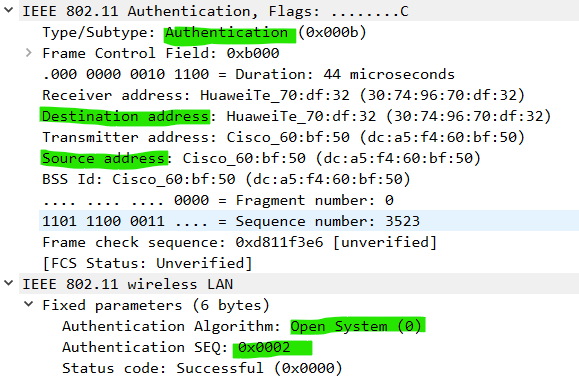 IEEE 802.11 Authentication, Flags: ........C
Type/Subtype: Authentication (0x000b)
Frame Control Field: 0xb000
.000 0000 0010 1100 = Duration: 44 microseconds
Receiver address: HuaweiTe_70:df:32 (30:74:96:70:df:32)
Destination address: HuaweiTe_70:df:32 (30:74:96:70:df:32)
Transmitter address: Cisco_60:bf:50 (dc:a5:f4:60:bf:50)
Source address: Cisco_60:bf:50 (dc:a5:f4:60:bf:50)
BSS Id: Cisco_60:bf:50 (dc:a5:f4:60:bf:50)
.... .... .... 0000 = Fragment number: 0
1101 1100 0011 .... = Sequence number: 3523
Frame check sequence: 0xd811f3e6 [unverified]
[FCS Status: Unverified]
IEEE 802.11 wireless LAN
Fixed parameters (6 bytes)
Authentication Algorithm: Open System (0)
Authentication SEQ: 0x0002
Status code: Successful (0x0000)